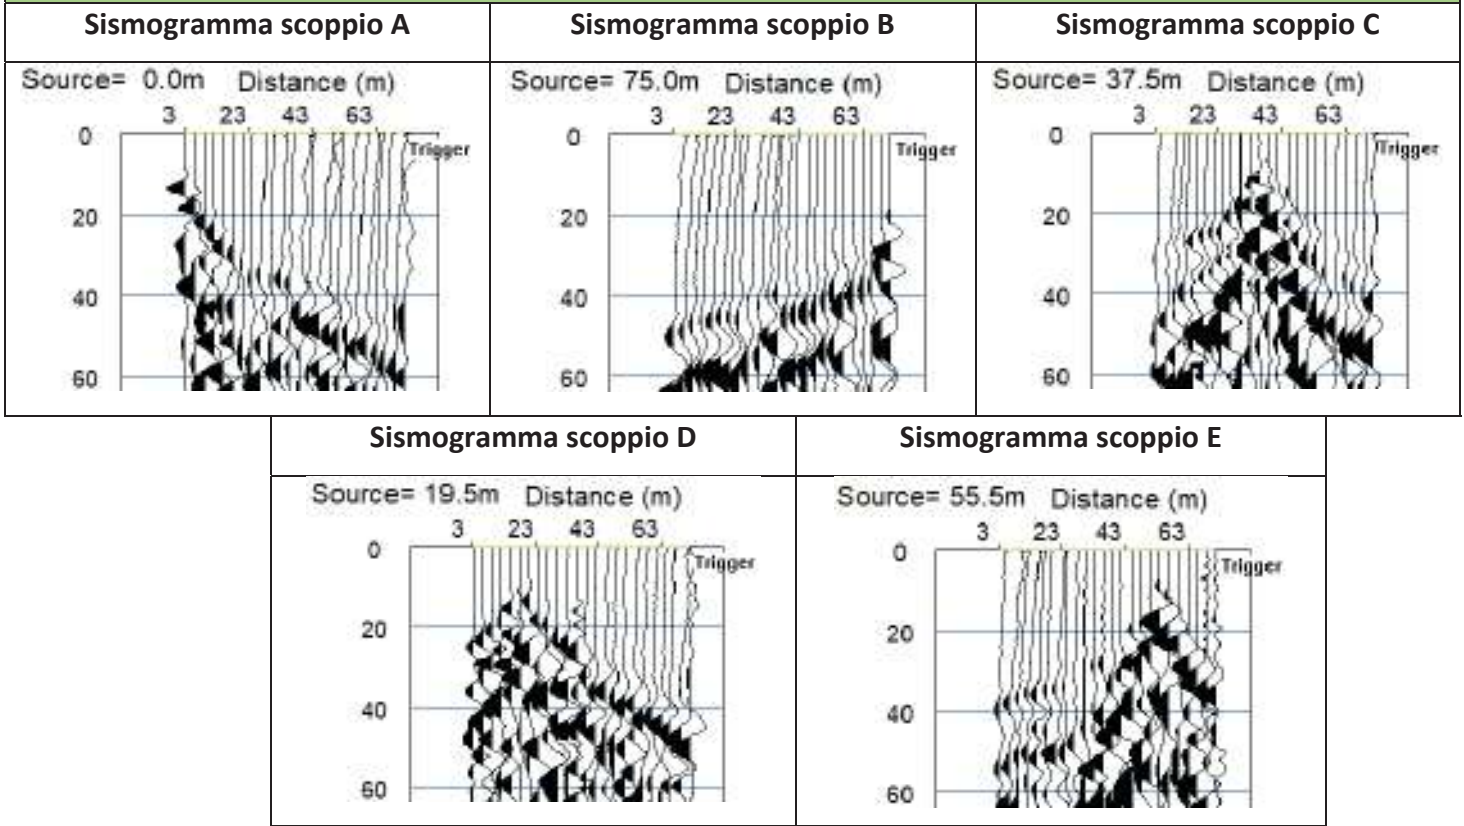 Sismogramma scoppio A
Sismogramma scoppio B
Sismogramma scoppio C
Source= 0.0m Distance (m)
3 23 43 63
0
Trigger
20
40
60
Source= 75.0m Distance (m)
3 23 43 63
0
Trigger
20
40
60
Source= 37.5m Distance (m)
3 23 43 63
0
Trigger
20
40
60
Sismogramma scoppio D
Sismogramma scoppio E
Source= 19.5m Distance (m)
3 23 43 63
0
Trigger
20
40
60
Source= 55.5m Distance (m)
3 23 43 63
0
Trigger
20
40
60